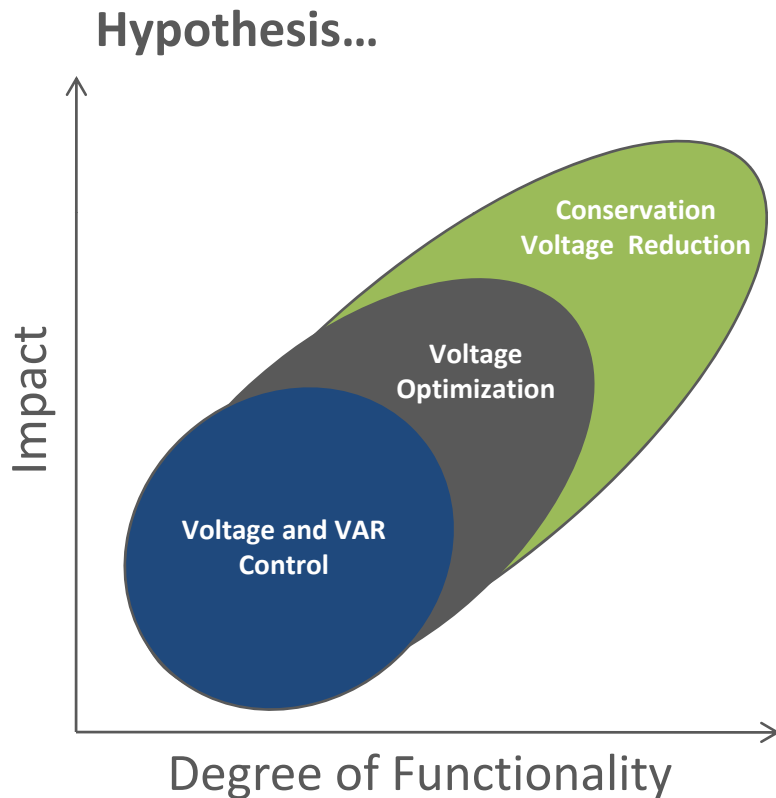 Hypothesis…
Conservation
Voltage Reduction
Voltage
Optimization
Voltage and VAR
Control
Impact
Degree of Functionality